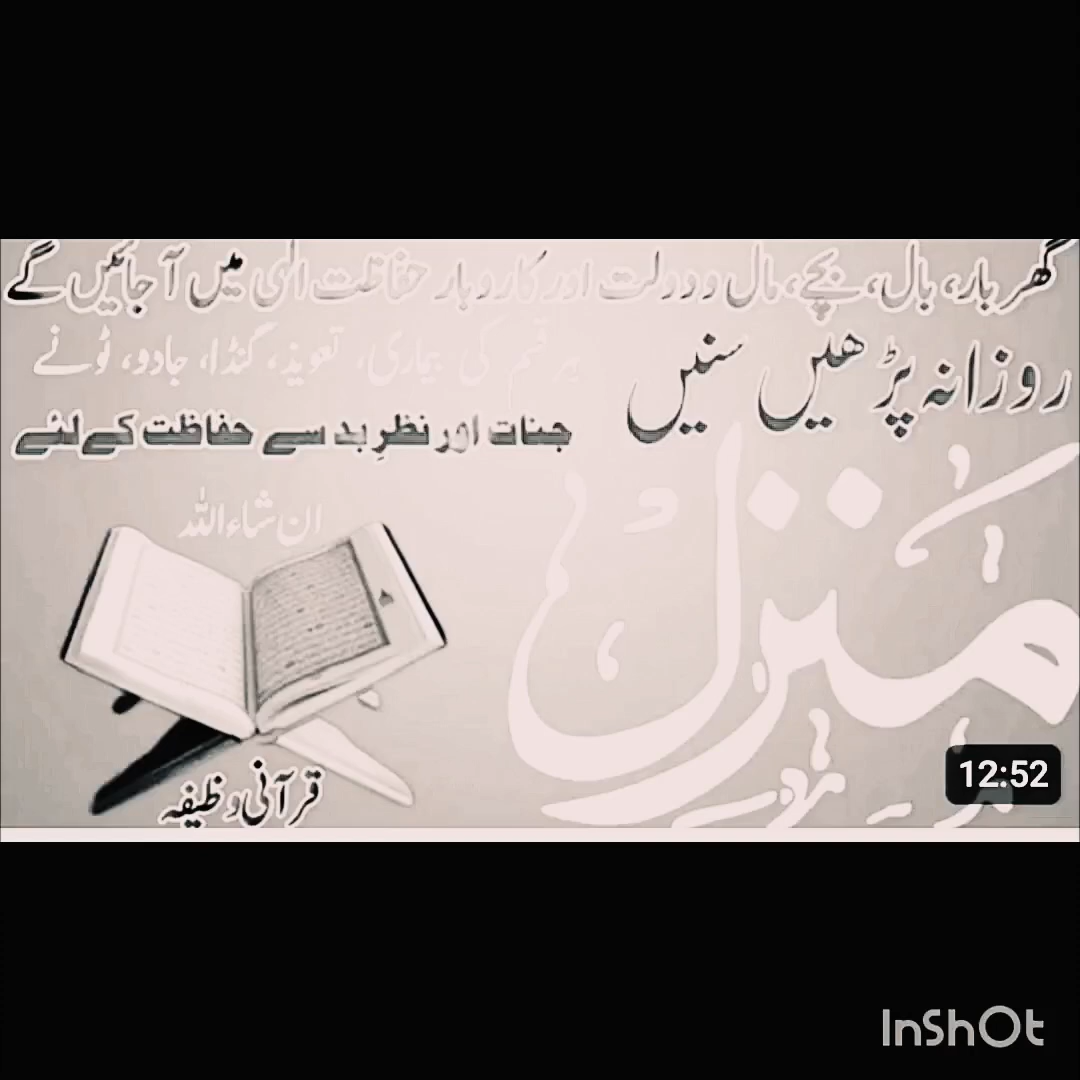 گھر بار، بال، بچے، مال و دولت اور کاروبار حفاظت الٰہی میں آ جائیں گے
روزانہ پڑھیں سنیں
ہر قسم کی بیماری، تعویذ، گنڈا، جادو، ٹونے
جنات اور نظرِ بد سے حفاظت کے لئے
ان شاء اللہ
منزل
قرآنی وظیفہ
12:52
InShOt